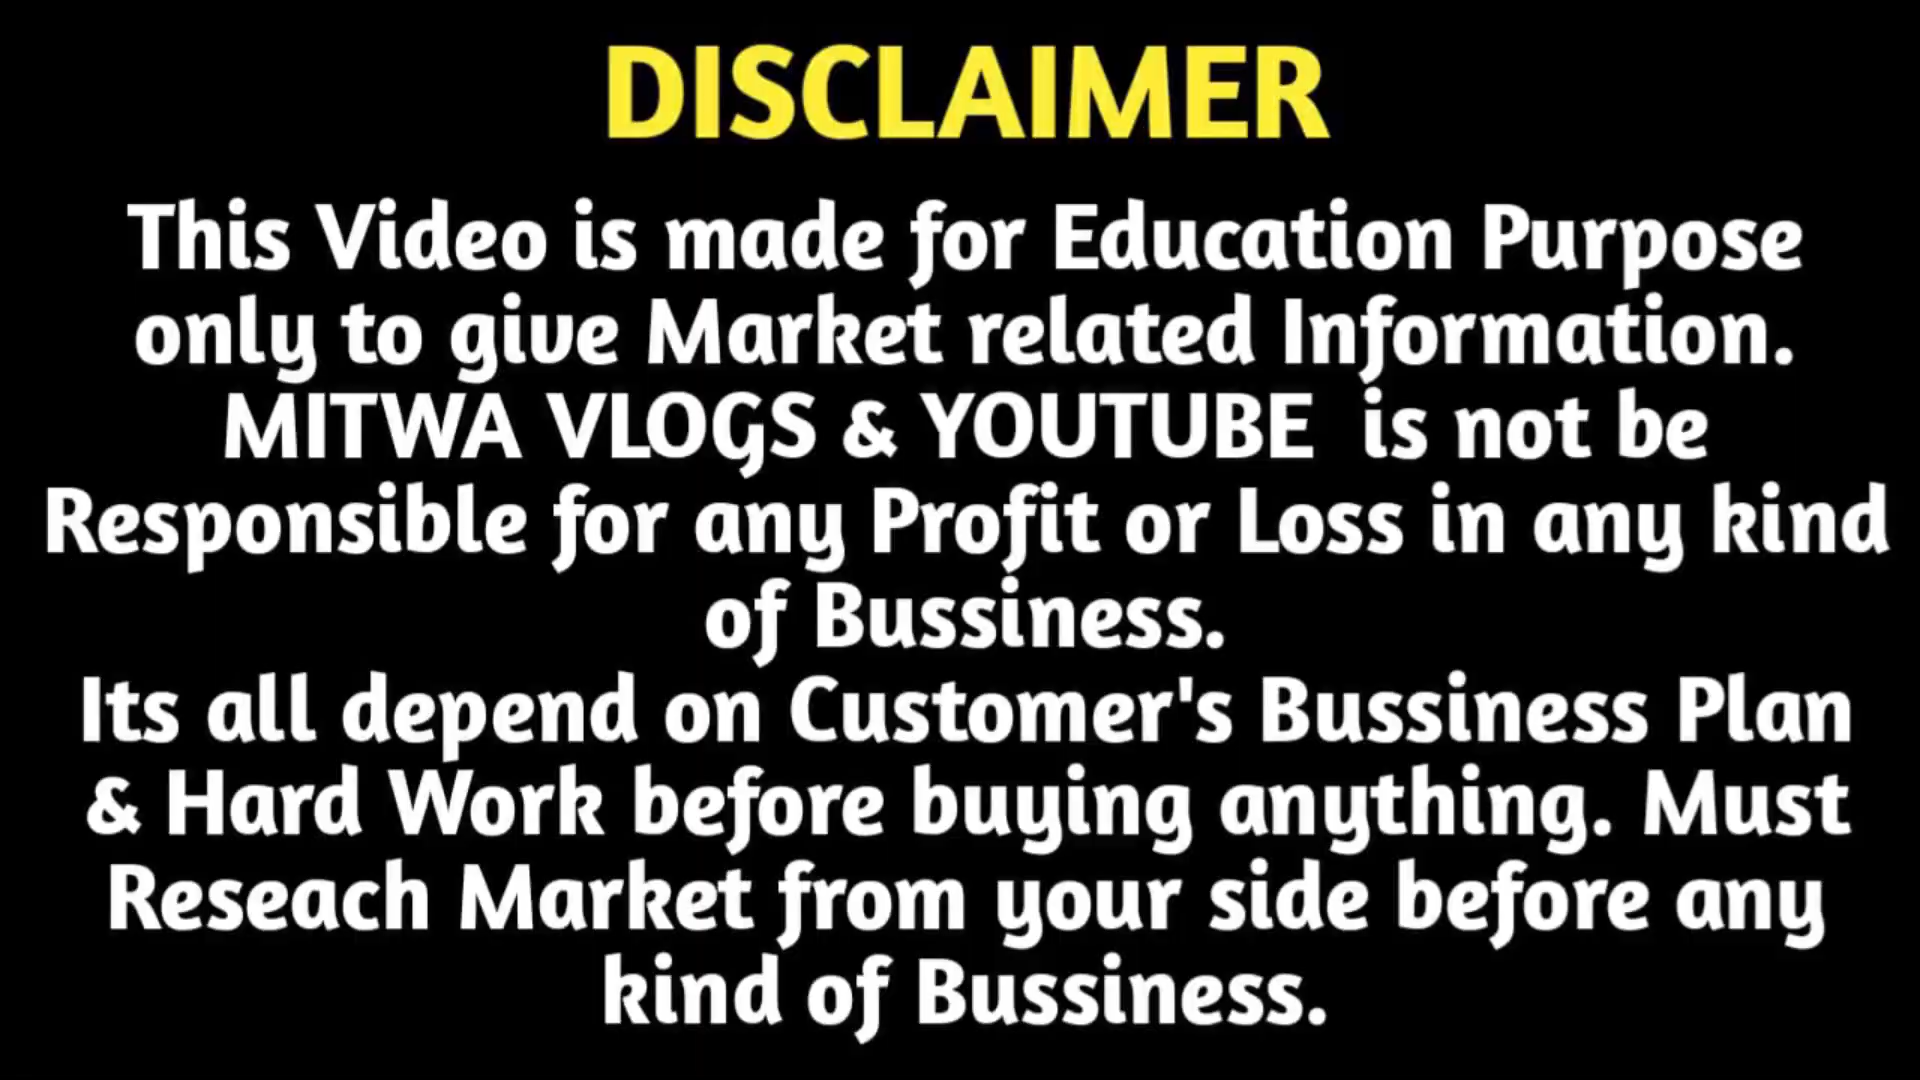 DISCLAIMER
This Video is made for Education Purpose
only to give Market related Information.
MITWA VLOGS & YOUTUBE is not be
Responsible for any Profit or Loss in any kind
of Bussiness.
Its all depend on Customer's Bussiness Plan
& Hard Work before buying anything. Must
Reseach Market from your side before any
kind of Bussiness.